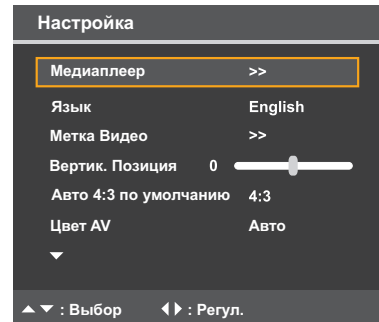 Настройка
Медиаплеер >>
Язык English
Метка Видео >>
Вертик. Позиция 0
Авто 4:3 по умолчанию 4:3
Цвет AV Авто
: Выбор : Регул.